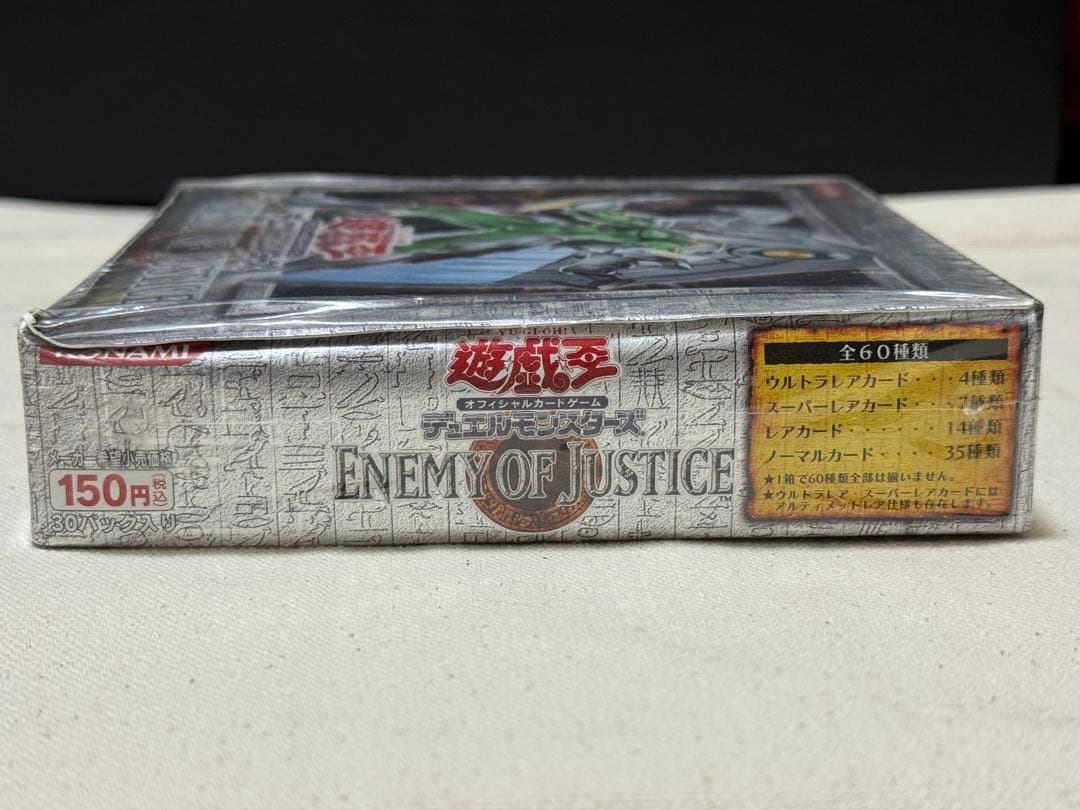 KONAMI
YU-GI-OH!
遊戯王
オフィシャルカードゲーム
デュエルモンスターズ
ENEMY OF JUSTICE
TM
メーカー希望小売価格
150円(税込)
30パック入り
全60種類
ウルトラレアカード・・・4種類
スーパーレアカード・・・7種類
レアカード・・・・・・14種類
ノーマルカード・・・・35種類
★1箱で60種類全部は揃いません。
★ウルトラレア・スーパーレアカードには
アルティメットレア仕様も存在します。